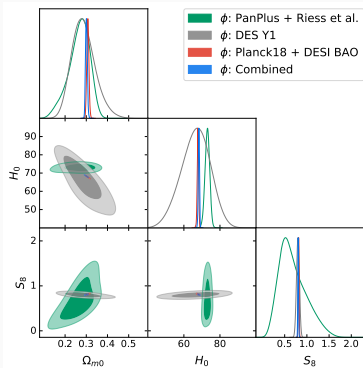 ϕ: PanPlus + Riess et al.
ϕ: DES Y1
ϕ: Planck18 + DESI BAO
ϕ: Combined
90
80
70
60
50
H₀
2
1
0
S₈
0.2 0.3 0.4 0.5
60 80
0.5 1.0 1.5 2.0
Ωₘ₀ H₀ S₈